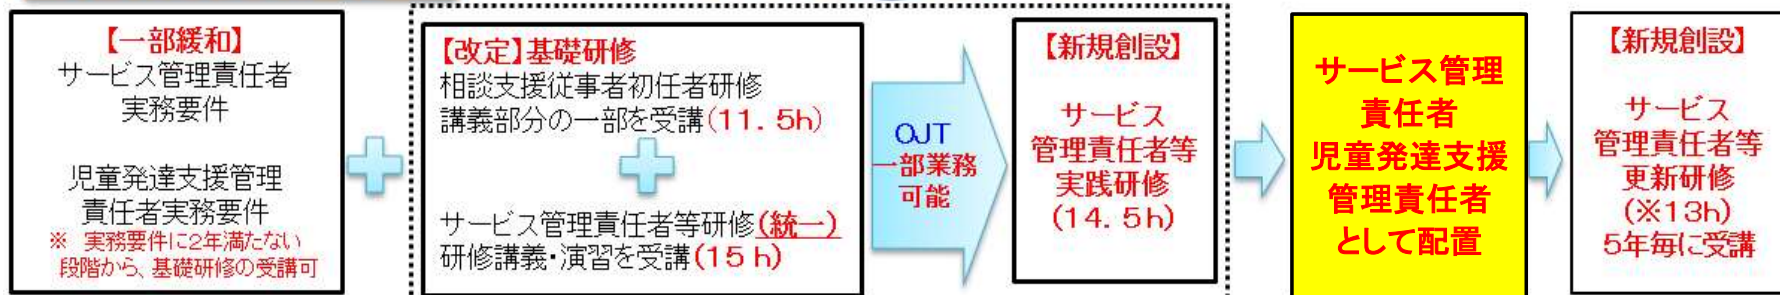 【一部緩和】
サービス管理責任者
実務要件
児童発達支援管理
責任者実務要件
※ 実務要件に2年満たない
段階から、基礎研修の受講可
【改定】基礎研修
相談支援従事者初任者研修
講義部分の一部を受講(11.5h)
サービス管理責任者等研修(統一)
研修講義・演習を受講(15h)
OJT
一部業務
可能
【新規創設】
サービス
管理責任者等
実践研修
(14.5h)
サービス管理
責任者
児童発達支援
管理責任者
として配置
【新規創設】
サービス
管理責任者等
更新研修
(※13h)
5年毎に受講